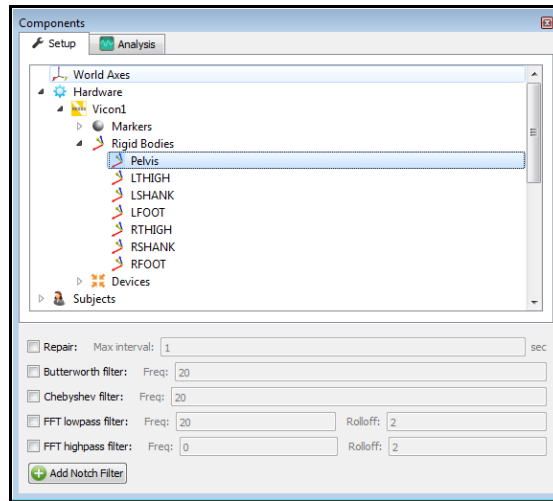 Components
Setup Analysis
World Axes
Hardware
Vicon1
Markers
Rigid Bodies
Pelvis
LTHIGH
LSHANK
LFOOT
RTHIGH
RSHANK
RFOOT
Devices
Subjects
Repair: Max interval: 1 sec
Butterworth filter: Freq: 20
Chebyshev filter: Freq: 20
FFT lowpass filter: Freq: 20 Rolloff: 2
FFT highpass filter: Freq: 0 Rolloff: 2
Add Notch Filter